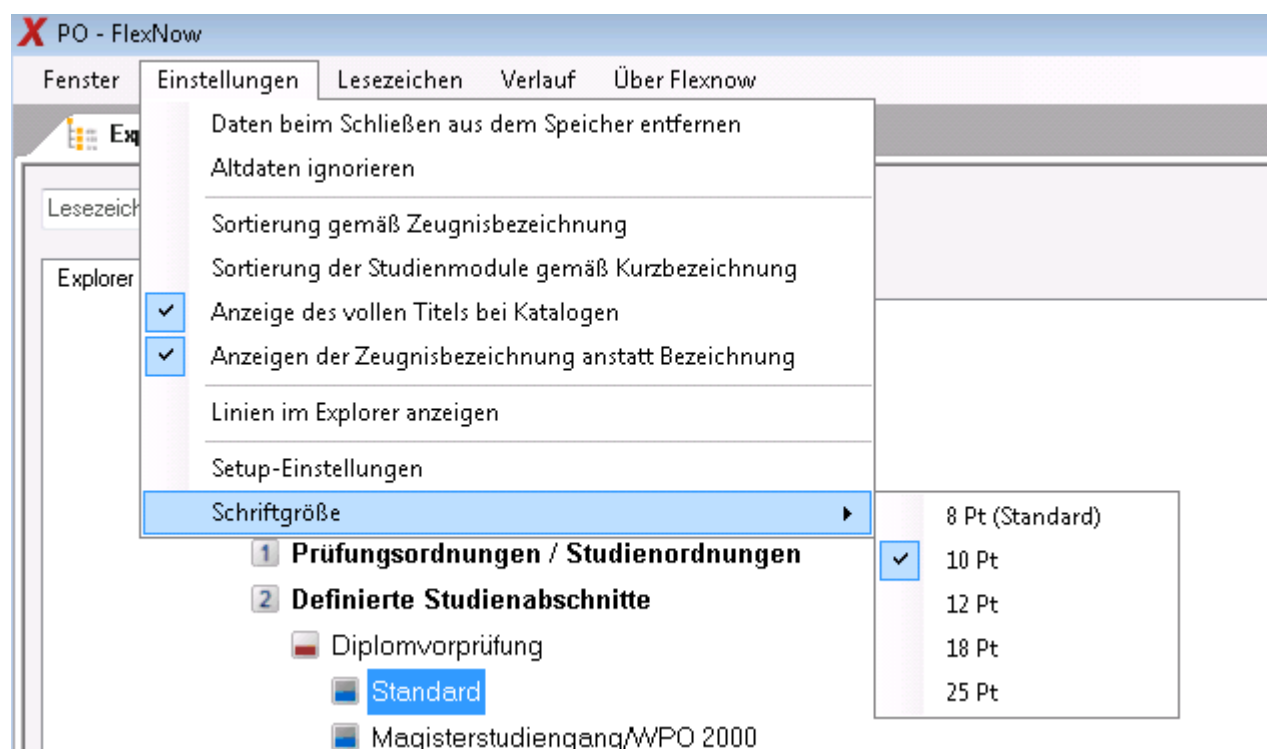 PO - FlexNow
Fenster Einstellungen Lesezeichen Verlauf Über Flexnow
Daten beim Schließen aus dem Speicher entfernen
Altdaten ignorieren
Sortierung gemäß Zeugnisbezeichnung
Sortierung der Studienmodule gemäß Kurzbezeichnung
Explorer
Anzeige des vollen Titels bei Katalogen
Anzeigen der Zeugnisbezeichnung anstatt Bezeichnung
Linien im Explorer anzeigen
Setup-Einstellungen
Schriftgröße
8 Pt (Standard)
10 Pt
12 Pt
18 Pt
25 Pt
1 Prüfungsordnungen / Studienordnungen
2 Definierte Studienabschnitte
Diplomvorprüfung
Standard
Magisterstudiengang/WPO 2000